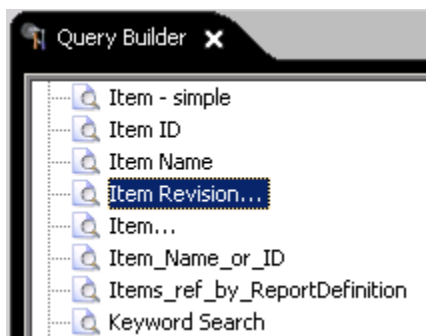 Query Builder
Item - simple
Item ID
Item Name
Item Revision...
Item...
Item_Name_or_ID
Items_ref_by_ReportDefinition
Keyword Search